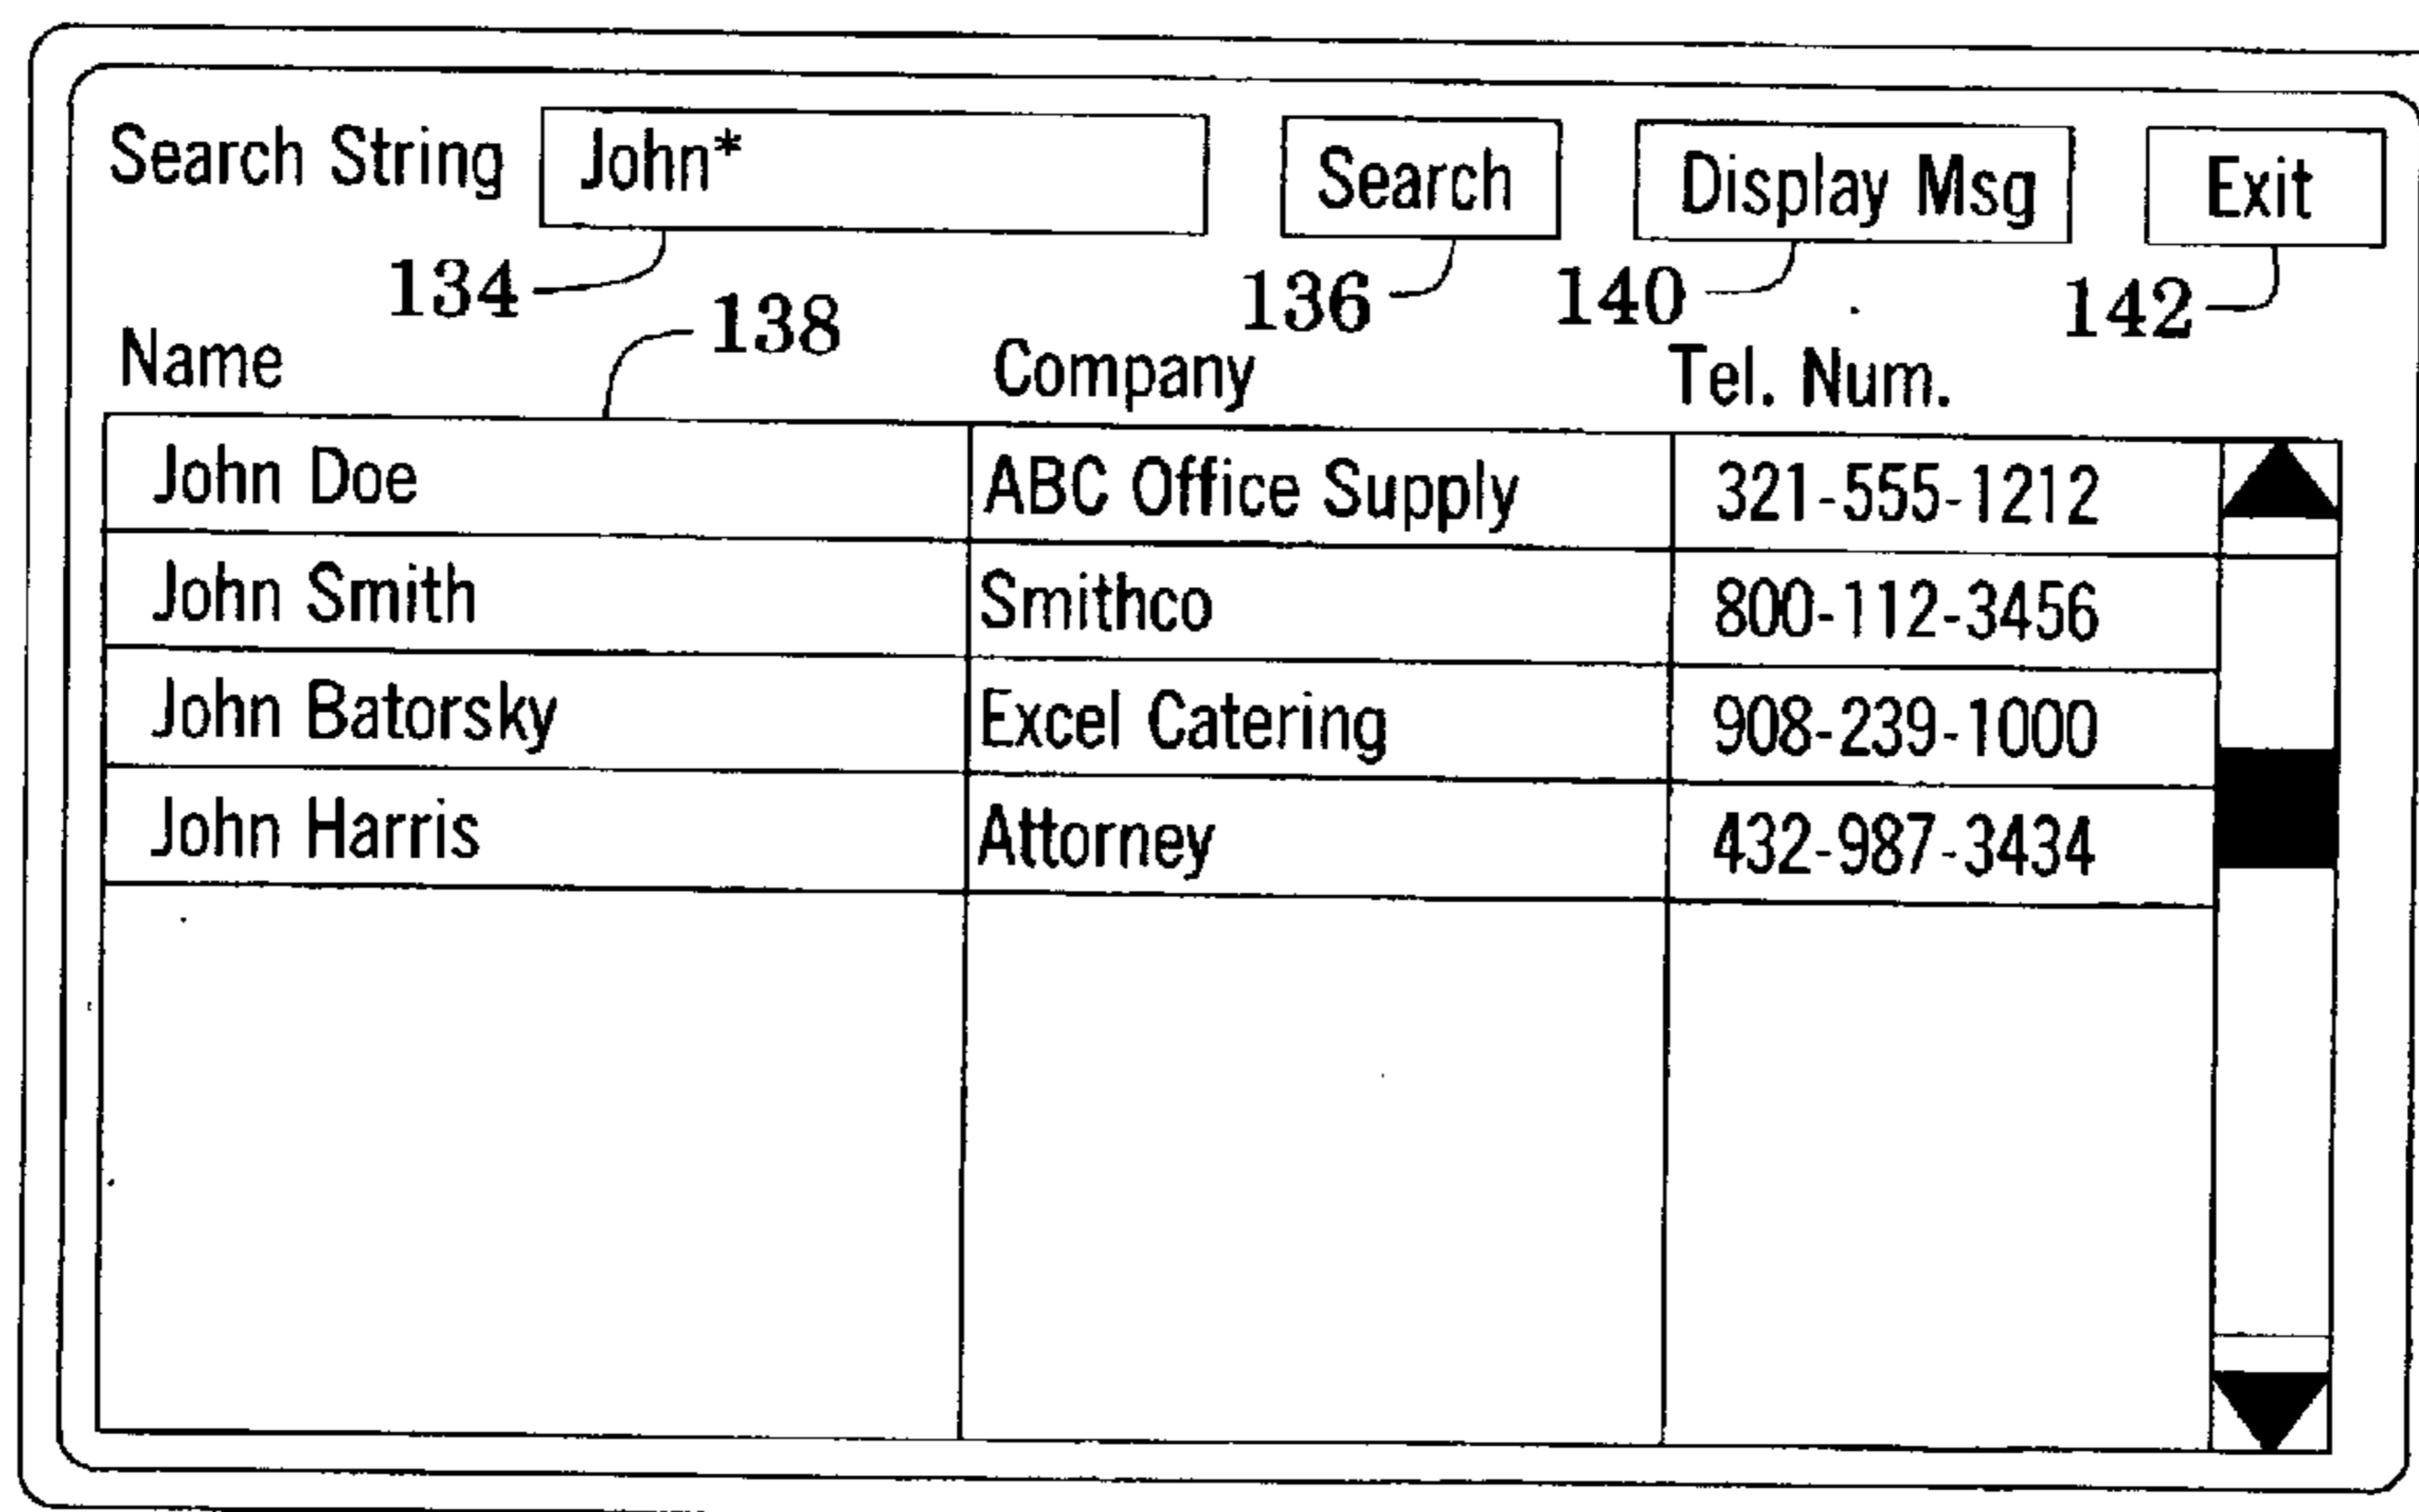 Search String John* Search Display Msg Exit
134 138 136 140 142
Name Company Tel. Num.
John Doe ABC Office Supply 321-555-1212
John Smith Smithco 800-112-3456
John Batorsky Excel Catering 908-239-1000
John Harris Attorney 432-987-3434